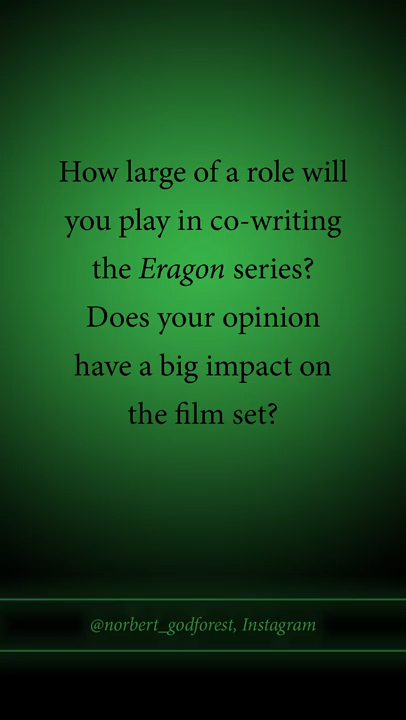 How large of a role will
you play in co-writing
the Eragon series?
Does your opinion
have a big impact on
the film set?
@norbert_godforest, Instagram